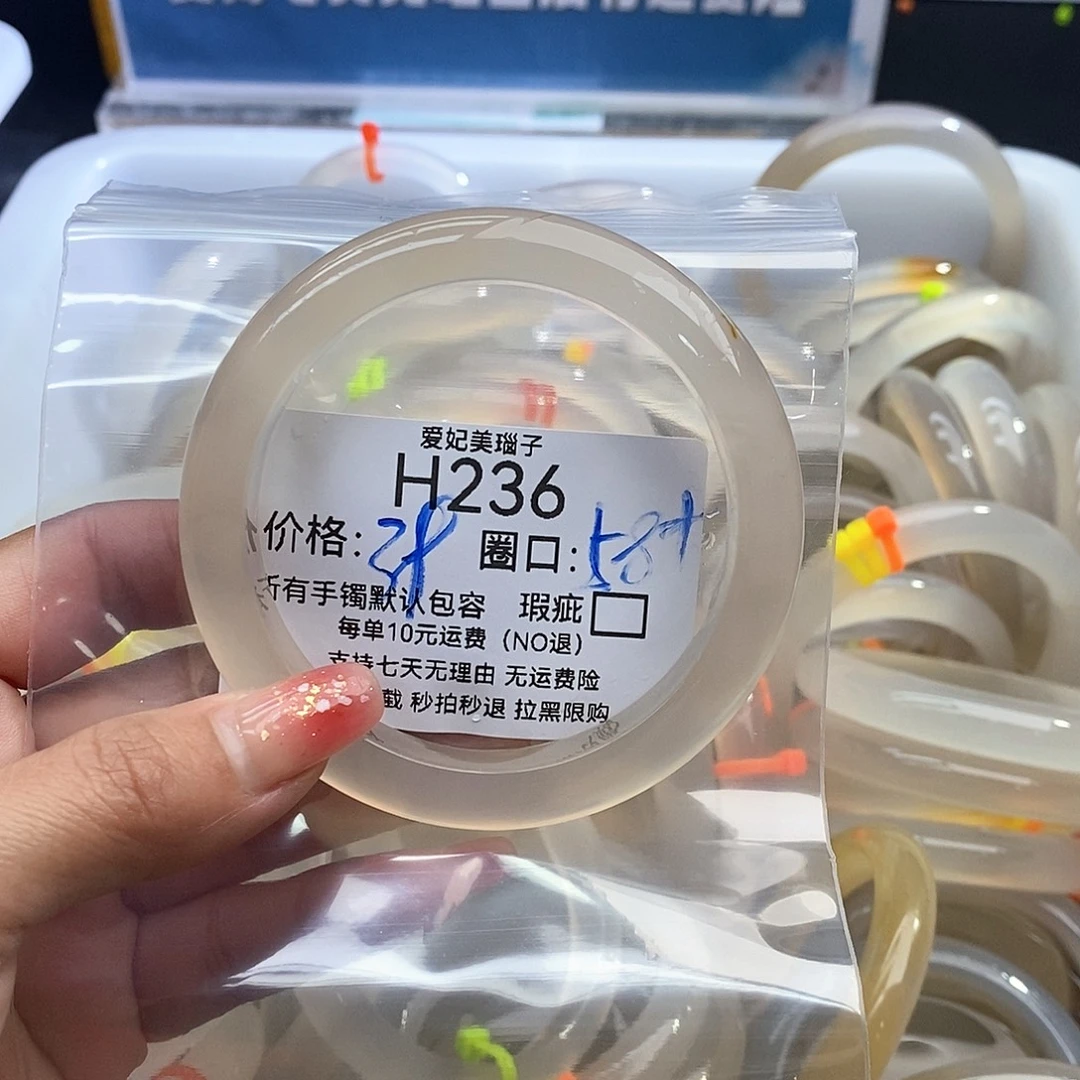 爱妃美瑙子
H236
价格: 圈口:58+
所有手镯默认包容 瑕疵
每单10元运费（NO退）
支持七天无理由 无运费险
截 秒拍秒退 拉黑限购